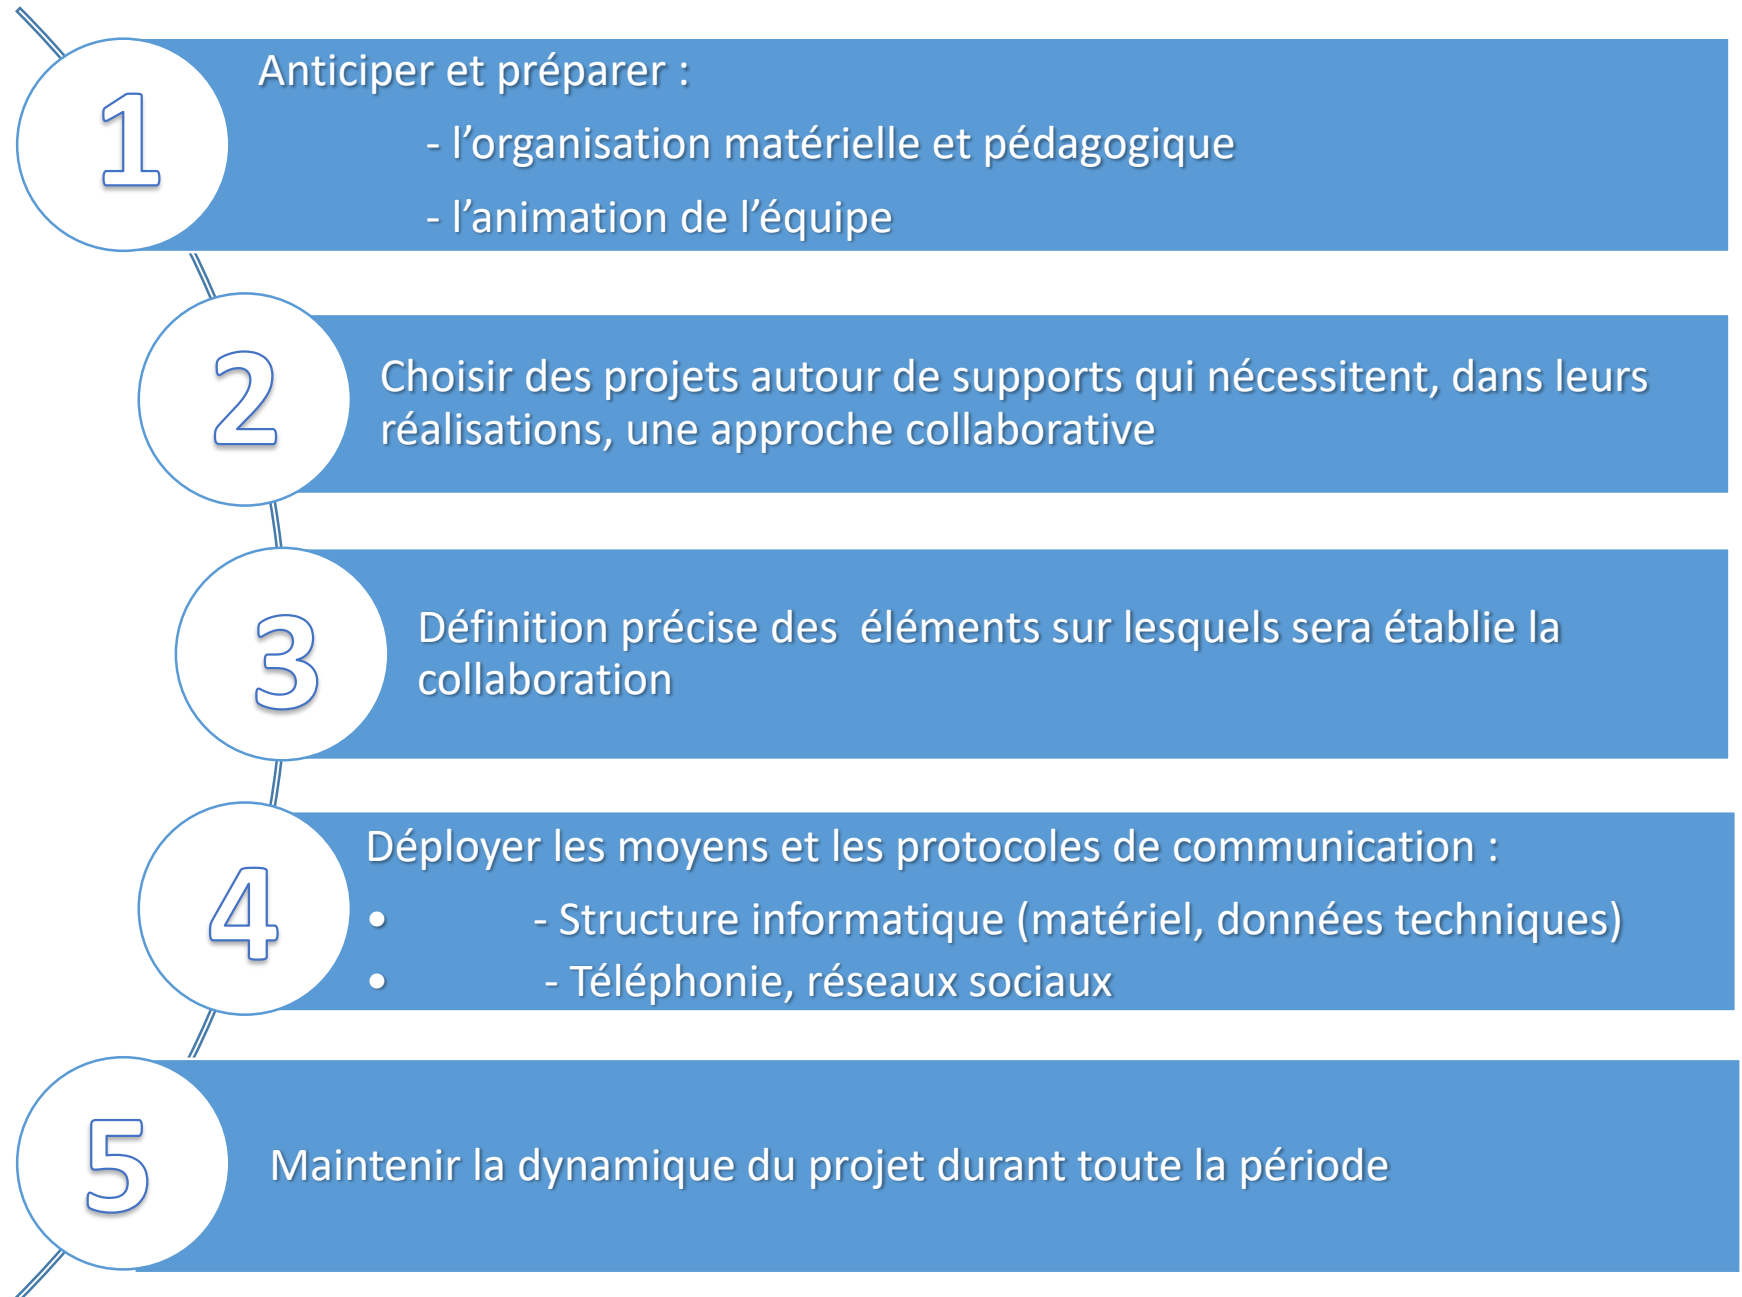 1
Anticiper et préparer :
- l’organisation matérielle et pédagogique
- l’animation de l’équipe
2
Choisir des projets autour de supports qui nécessitent, dans leurs
réalisations, une approche collaborative
3
Définition précise des  éléments sur lesquels sera établie la
collaboration
4
Déployer les moyens et les protocoles de communication :
• - Structure informatique (matériel, données techniques)
• - Téléphonie, réseaux sociaux
5
Maintenir la dynamique du projet durant toute la période